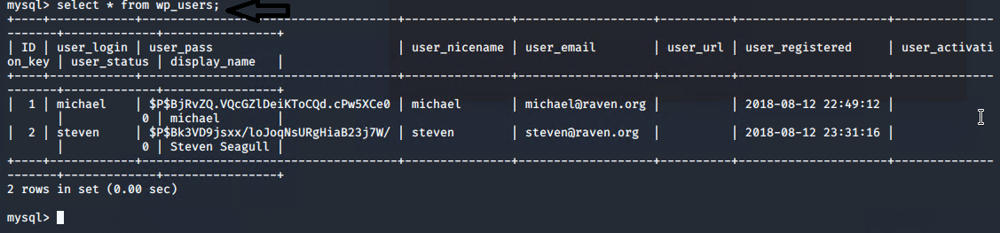 mysql> select * from wp_users;
+----+------------+------------------------------------+---------------+-------------------+----------+---------------------+--------------
-------+-------------+----------------+
| ID | user_login | user_pass                          | user_nicename | user_email        | user_url | user_registered     | user_activati
on_key | user_status | display_name   |
+----+------------+------------------------------------+---------------+-------------------+----------+---------------------+--------------
-------+-------------+----------------+
|  1 | michael    | $P$BjRvZQ.VQcGZlDeiKToCQd.cPw5XCe0 | michael       | michael@raven.org |          | 2018-08-12 22:49:12 |
       |           0 | michael        |
|  2 | steven     | $P$Bk3VD9jsxx/loJoqNsURgHiaB23j7W/ | steven        | steven@raven.org  |          | 2018-08-12 23:31:16 |
       |           0 | Steven Seagull |
+----+------------+------------------------------------+---------------+-------------------+----------+---------------------+--------------
-------+-------------+----------------+
2 rows in set (0.00 sec)
mysql>